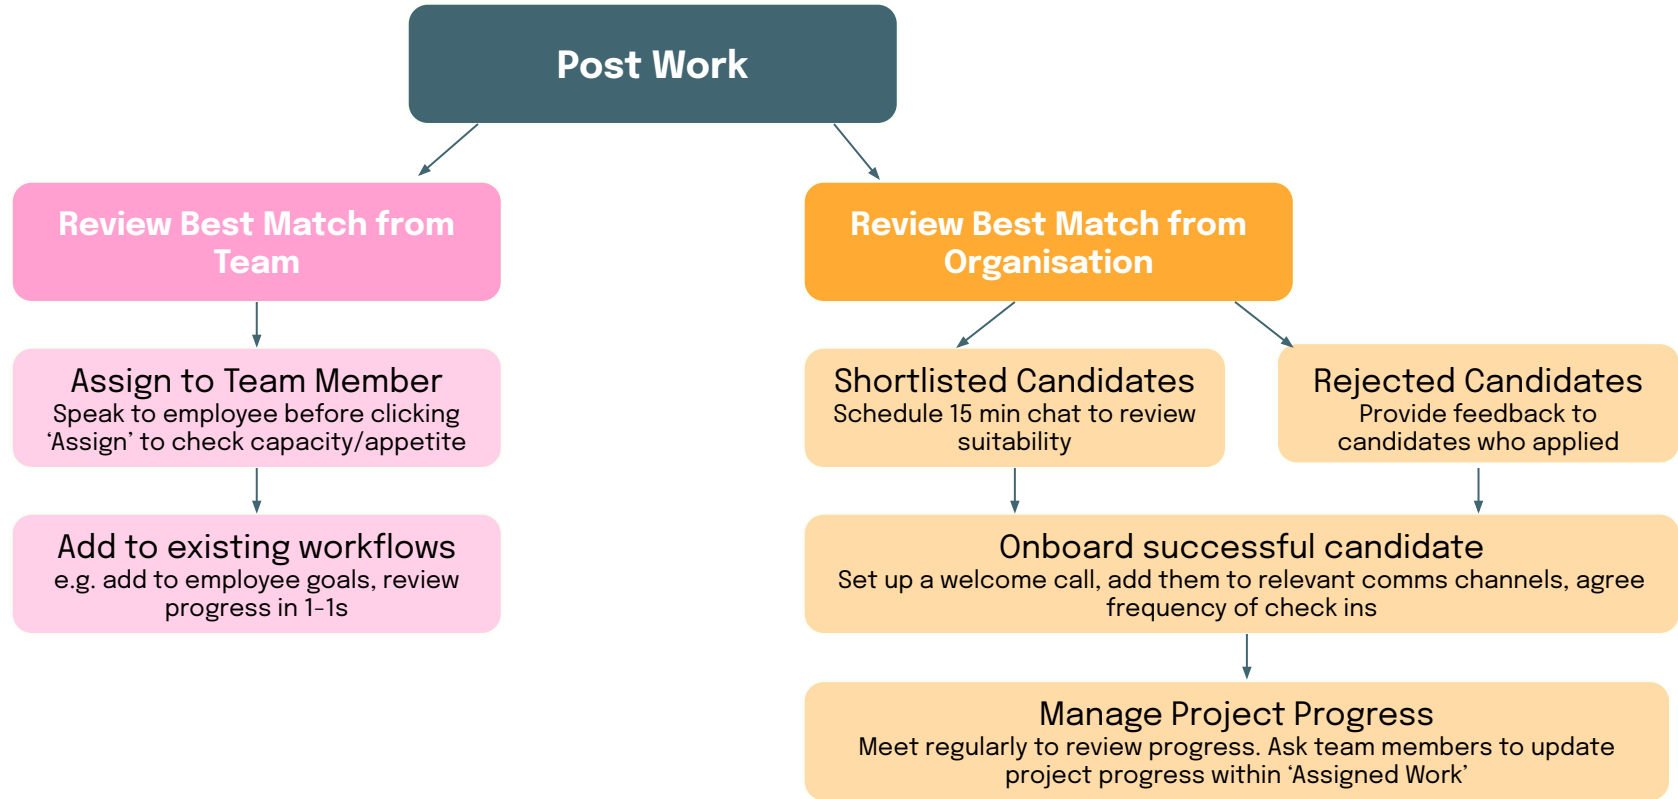 Post Work
Review Best Match from
Team
Review Best Match from
Organisation
Assign to Team Member
Speak to employee before clicking
‘Assign’ to check capacity/appetite
Shortlisted Candidates
Schedule 15 min chat to review
suitability
Rejected Candidates
Provide feedback to
candidates who applied
Add to existing workflows
e.g. add to employee goals, review
progress in 1-1s
Onboard successful candidate
Set up a welcome call, add them to relevant comms channels, agree
frequency of check ins
Manage Project Progress
Meet regularly to review progress. Ask team members to update
project progress within ‘Assigned Work’